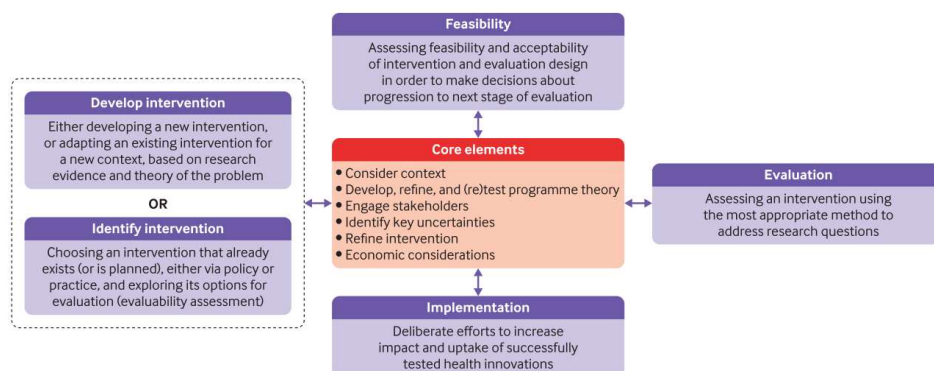 Feasibility
Assessing feasibility and acceptability
of intervention and evaluation design
in order to make decisions about
progression to next stage of evaluation
Develop intervention
Either developing a new intervention,
or adapting an existing intervention for
a new context, based on research
evidence and theory of the problem
OR
Identify intervention
Choosing an intervention that already
exists (or is planned), either via policy or
practice, and exploring its options for
evaluation (evaluability assessment)
Core elements
• Consider context
• Develop, refine, and (re)test programme theory
• Engage stakeholders
• Identify key uncertainties
• Refine intervention
• Economic considerations
Evaluation
Assessing an intervention using
the most appropriate method to
address research questions
Implementation
Deliberate efforts to increase
impact and uptake of successfully
tested health innovations